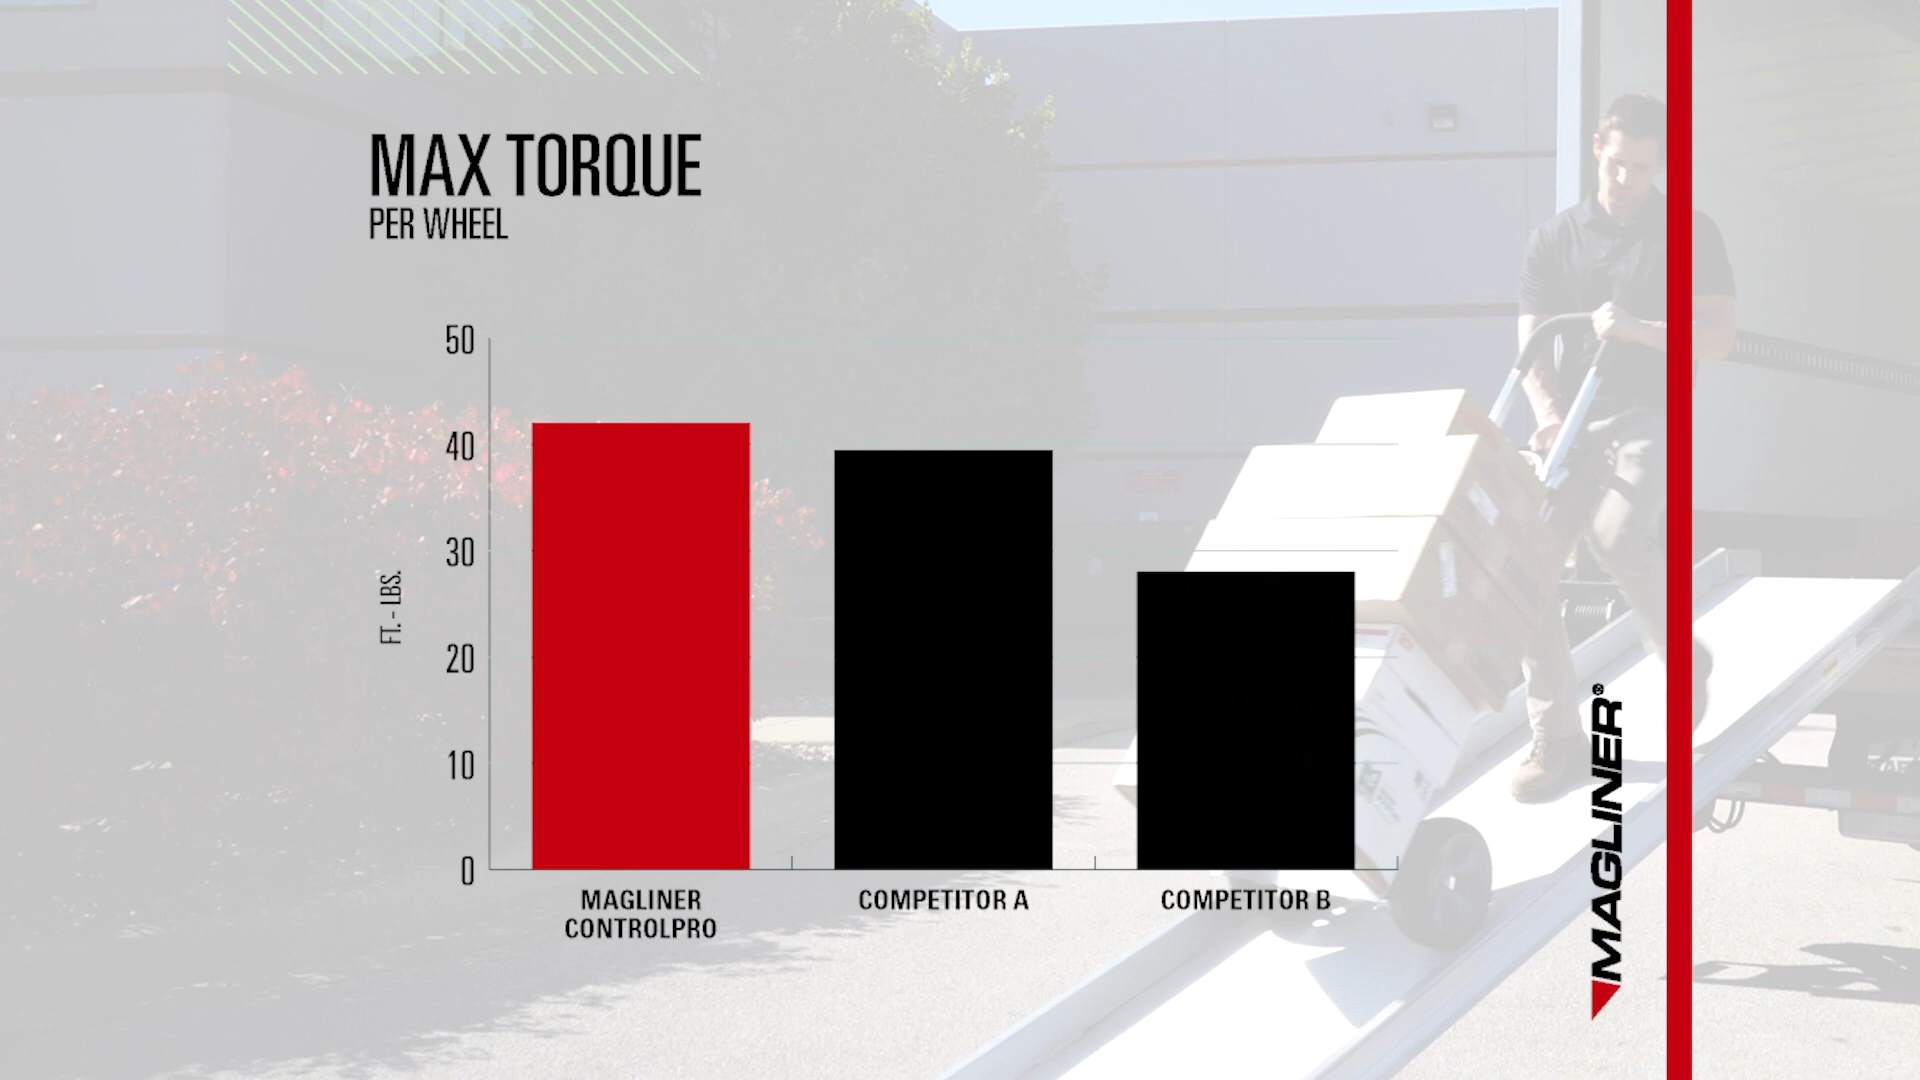 MAX TORQUE
PER WHEEL
50
40
30
20
10
0
FT. - LBS.
MAGLINER
CONTROLPRO
COMPETITOR A
COMPETITOR B
MAGLINER®